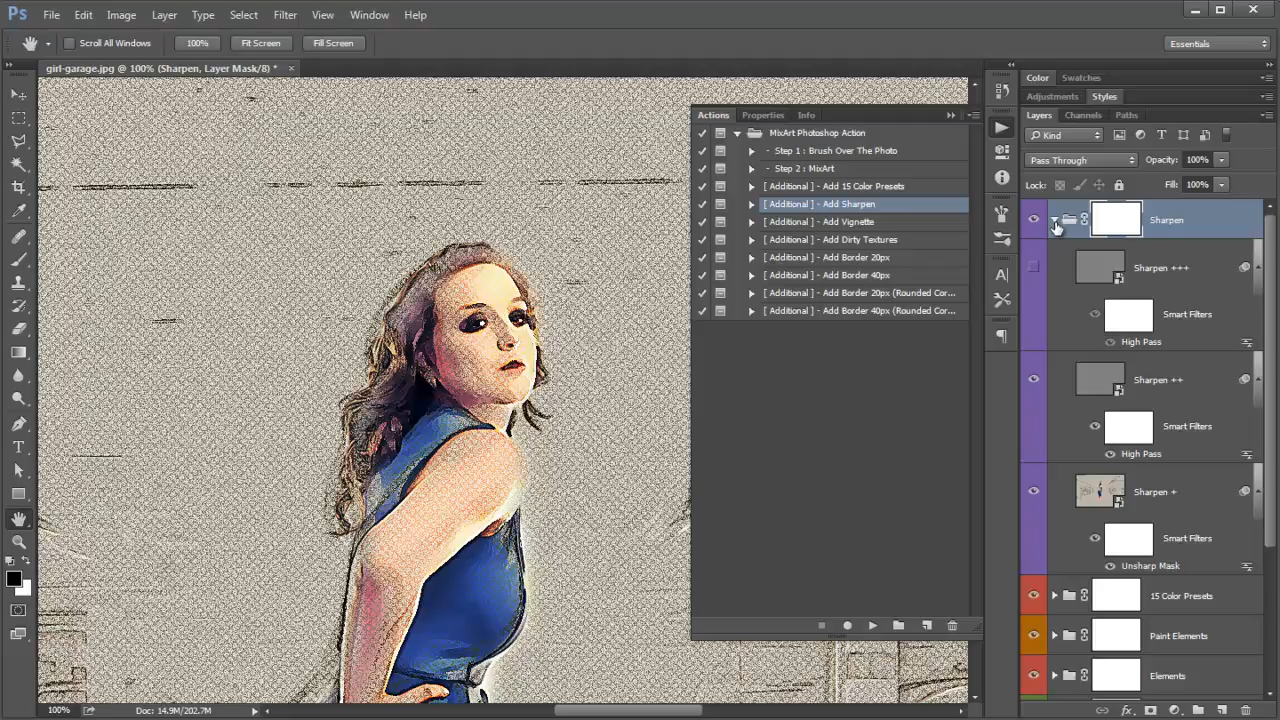 Ps File Edit Image Layer Type Select Filter View Window Help
Scroll All Windows 100% Fit Screen Fill Screen Essentials
girl-garage.jpg @ 100% (Sharpen, Layer Mask/8) *
Color Swatches
Adjustments Styles
Actions Properties Info
Layers Channels Paths
MixArt Photoshop Action
- Step 1 : Brush Over The Photo
- Step 2 : MixArt
[ Additional ] - Add 15 Color Presets
[ Additional ] - Add Sharpen
[ Additional ] - Add Vignette
[ Additional ] - Add Dirty Textures
[ Additional ] - Add Border 20px
[ Additional ] - Add Border 40px
[ Additional ] - Add Border 20px (Rounded Cor...
[ Additional ] - Add Border 40px (Rounded Cor...
Kind
Pass Through Opacity: 100%
Lock: Fill: 100%
Sharpen
Sharpen +++
Smart Filters
High Pass
Sharpen ++
Smart Filters
High Pass
Sharpen +
Smart Filters
Unsharp Mask
15 Color Presets
Paint Elements
Elements
100% Doc: 14.9M/202.7M